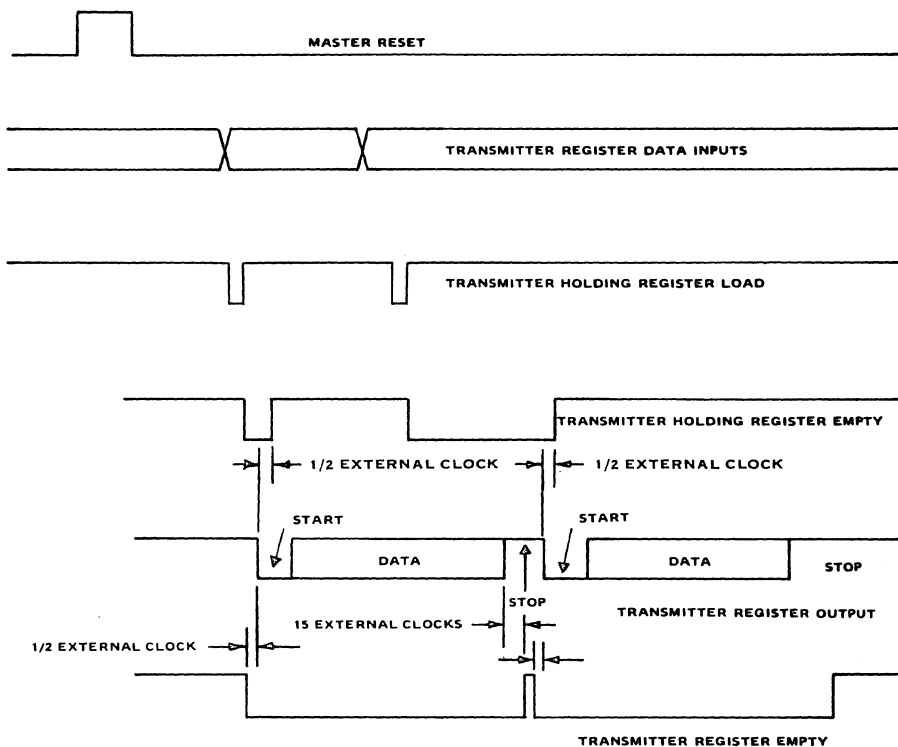 MASTER RESET
TRANSMITTER REGISTER DATA INPUTS
TRANSMITTER HOLDING REGISTER LOAD
TRANSMITTER HOLDING REGISTER EMPTY
1/2 EXTERNAL CLOCK
1/2 EXTERNAL CLOCK
START
START
DATA
DATA
STOP
STOP
TRANSMITTER REGISTER OUTPUT
15 EXTERNAL CLOCKS
1/2 EXTERNAL CLOCK
TRANSMITTER REGISTER EMPTY